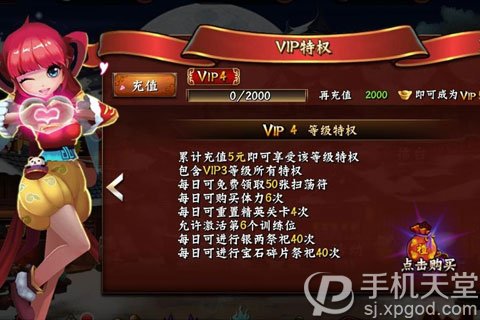 VIP特权
充值
VIP4
0/2000
再充值 2000 即可成为VIP5
VIP 4 等级特权
累计充值5元即可享受该等级特权
包含VIP3等级所有特权
每日可免费领取50张扫荡符
每日可购买体力6次
每日可重置精英关卡4次
允许激活第6个训练位
每日可进行银两祭祀40次
每日可进行宝石碎片祭祀40次
点击购买
手机天堂
sj.xpgod.com